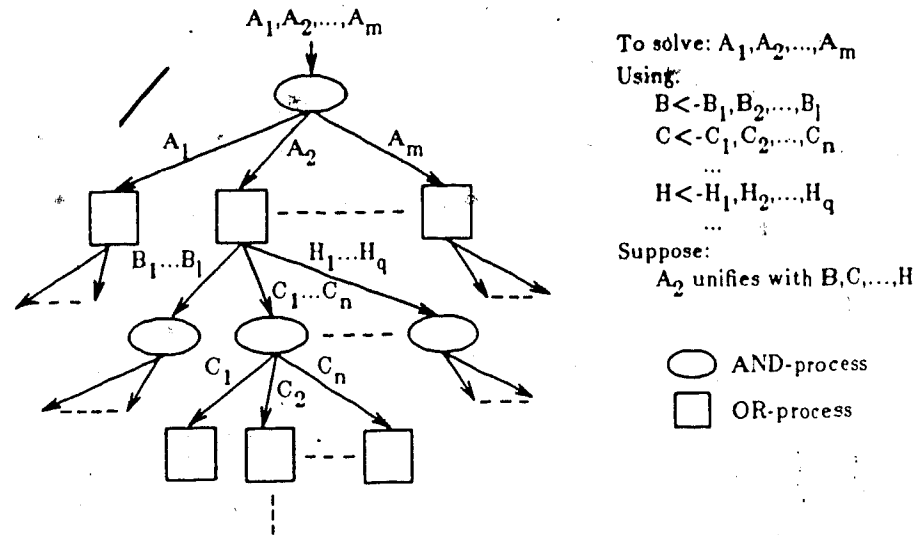 A1,A2,...,Am
A1
A2
Am
B1...Bl
H1...Hq
C1...Cn
C1
C2
Cn
To solve: A1,A2,...,Am
Using:
B<-B1,B2,...,Bl
C<-C1,C2,...,Cn
...
H<-H1,H2,...,Hq
...
Suppose:
A2 unifies with B,C,...,H
AND-process
OR-process